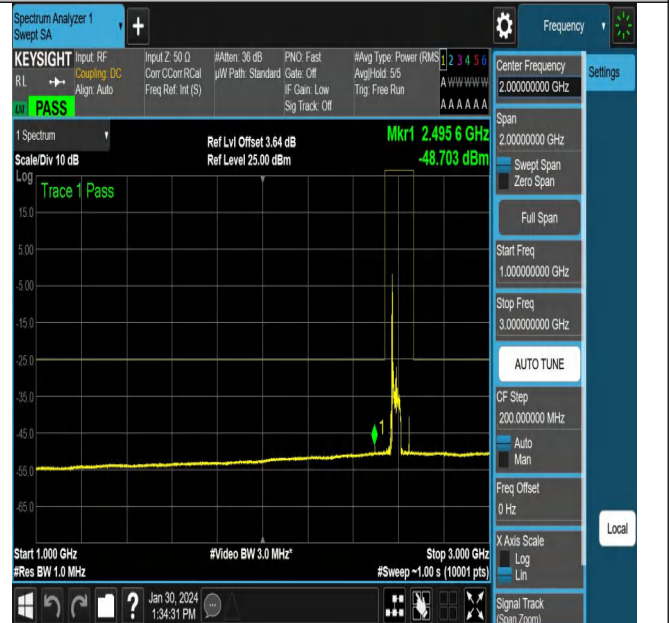 Spectrum Analyzer 1
Swept SA
+
Frequency
KEYSIGHT
RL
PASS
Input: RF
Coupling: DC
Align: Auto
Input Z: 50 Ω
Corr CCorr RCal
Freq Ref: Int (S)
#Atten: 36 dB
µW Path: Standard
PNO: Fast
Gate: Off
IF Gain: Low
Sig Track: Off
#Avg Type: Power (RMS
Avg|Hold: 5/5
Trig: Free Run
1 2 3 4 5 6
A W W W W W
A A A A A A
1 Spectrum
Scale/Div 10 dB
Log
Ref Lvl Offset 3.64 dB
Ref Level 25.00 dBm
Mkr1 2.495 6 GHz
-48.703 dBm
Trace 1 Pass
15.0
5.00
-5.00
-15.0
-25.0
-35.0
-45.0
-55.0
-65.0
1
Start 1.000 GHz
#Res BW 1.0 MHz
#Video BW 3.0 MHz*
Stop 3.000 GHz
#Sweep ~1.00 s (10001 pts)
Center Frequency
2.000000000 GHz
Settings
Span
2.00000000 GHz
Swept Span
Zero Span
Full Span
Start Freq
1.000000000 GHz
Stop Freq
3.000000000 GHz
AUTO TUNE
CF Step
200.000000 MHz
Auto
Man
Freq Offset
0 Hz
X Axis Scale
Log
Lin
Local
Signal Track
(Span Zoom)
?
Jan 30, 2024
1:34:31 PM